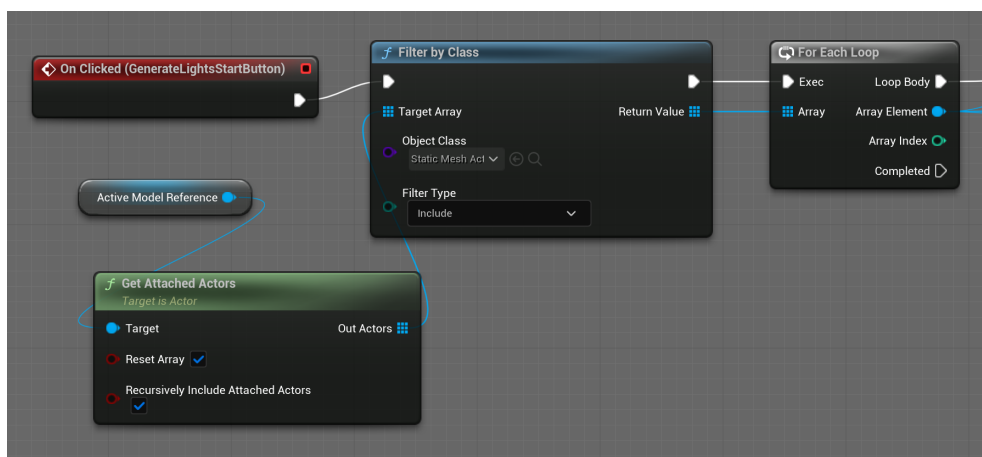 On Clicked (GenerateLightsStartButton)
Active Model Reference
f Get Attached Actors
Target is Actor
Target
Out Actors
Reset Array
Recursively Include Attached Actors
f Filter by Class
Target Array
Return Value
Object Class
Static Mesh Act
Filter Type
Include
For Each Loop
Exec
Loop Body
Array
Array Element
Array Index
Completed